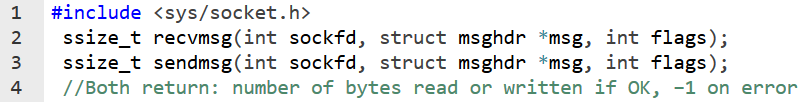 1 #include <sys/socket.h>
2 ssize_t recvmsg(int sockfd, struct msghdr *msg, int flags);
3 ssize_t sendmsg(int sockfd, struct msghdr *msg, int flags);
4 //Both return: number of bytes read or written if OK, –1 on error